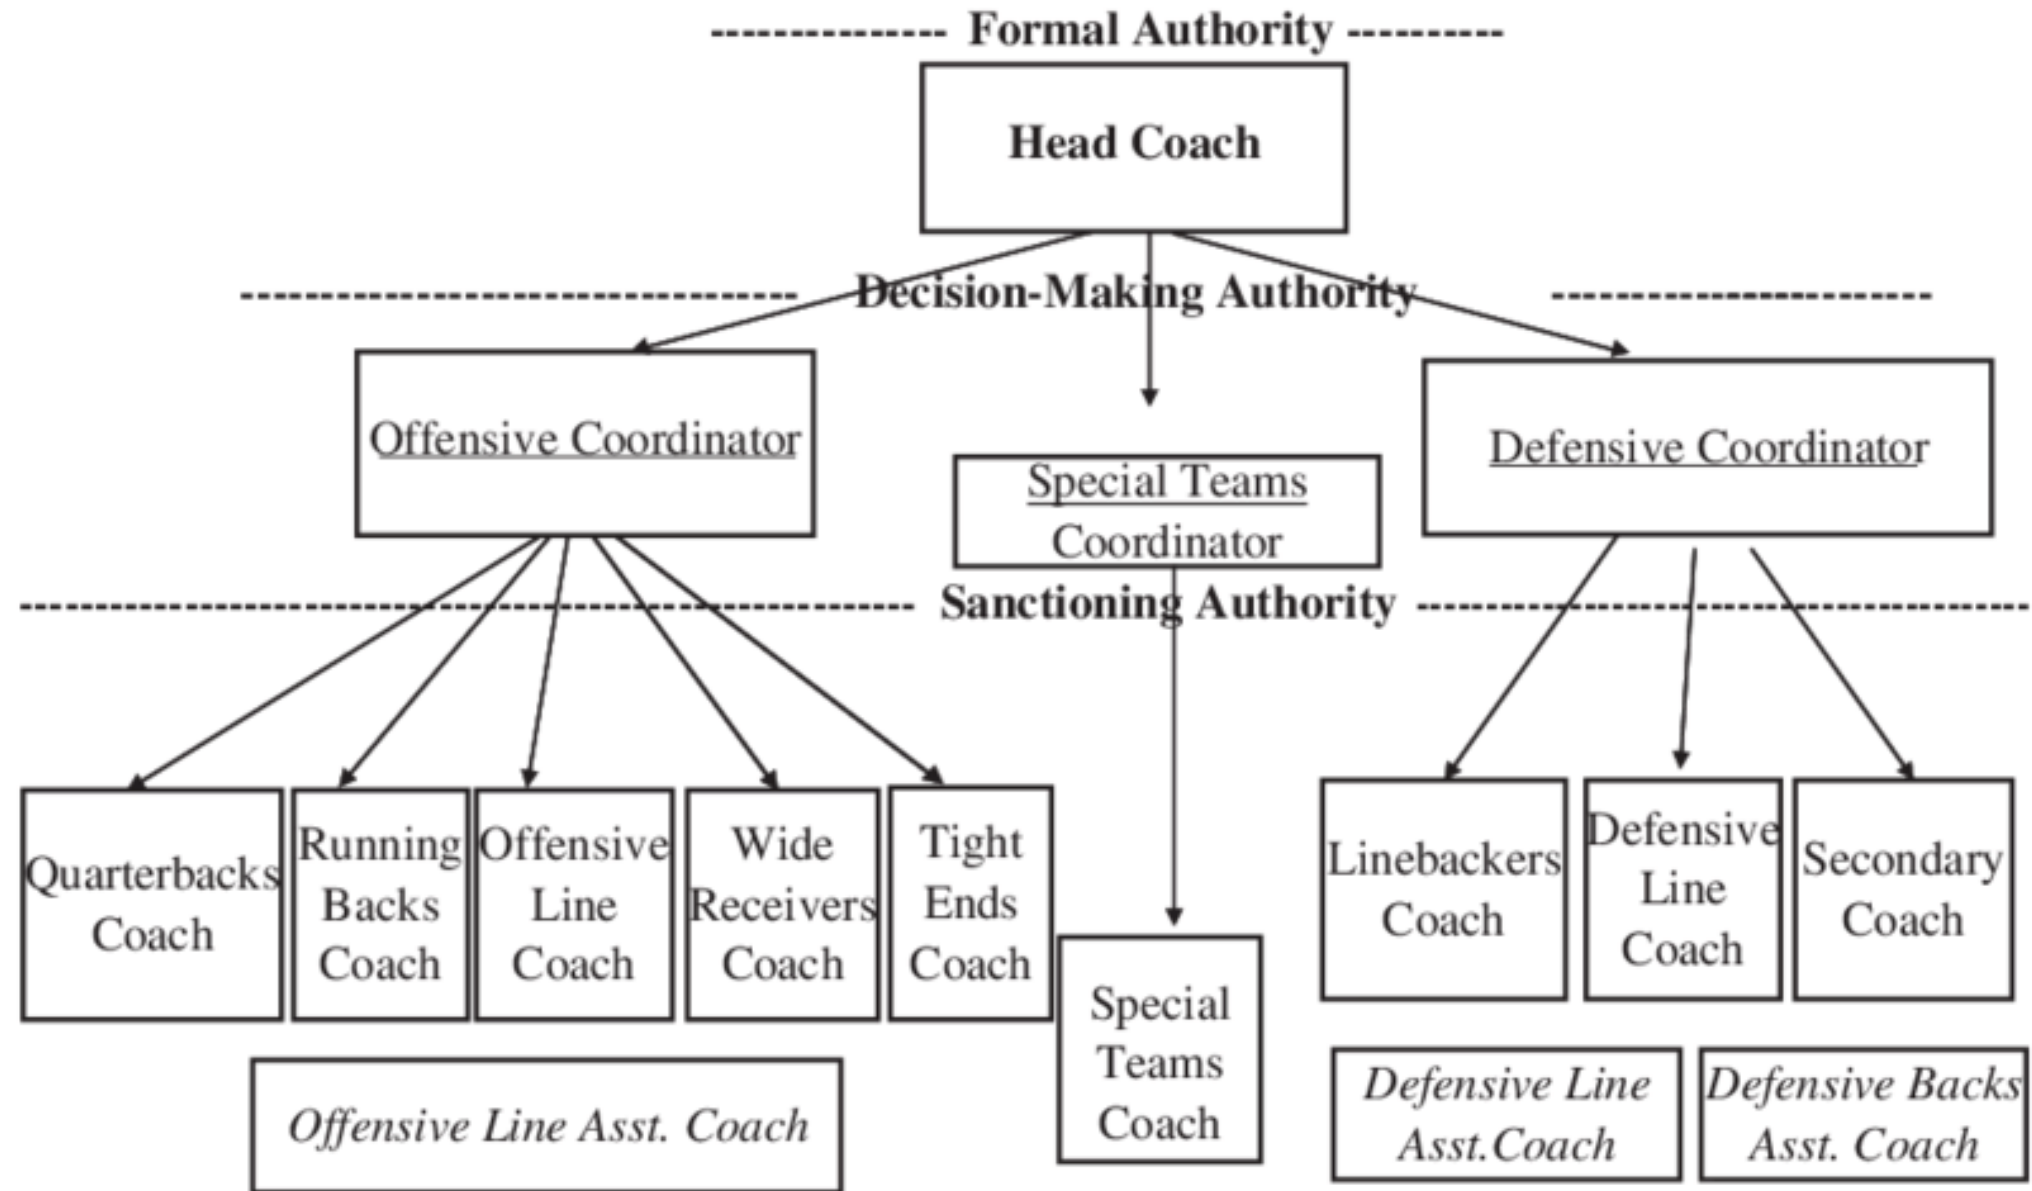 Formal Authority
Head Coach
Decision-Making Authority
Offensive Coordinator
Special Teams
Coordinator
Defensive Coordinator
Sanctioning Authority
Quarterbacks
Coach
Running
Backs
Coach
Offensive
Line
Coach
Wide
Receivers
Coach
Tight
Ends
Coach
Special
Teams
Coach
Linebackers
Coach
Defensive
Line
Coach
Secondary
Coach
Offensive Line Asst. Coach
Defensive Line
Asst.Coach
Defensive Backs
Asst. Coach